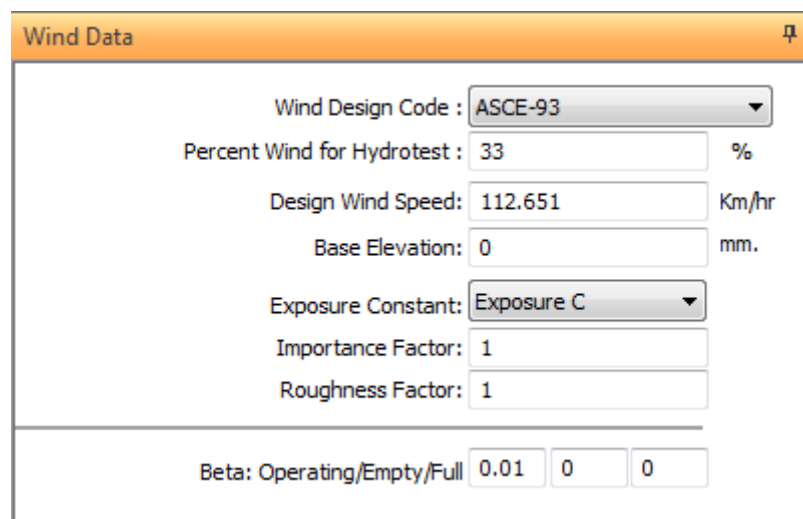 Wind Data
Wind Design Code : ASCE-93
Percent Wind for Hydrotest : 33 %
Design Wind Speed: 112.651 Km/hr
Base Elevation: 0 mm.
Exposure Constant: Exposure C
Importance Factor: 1
Roughness Factor: 1
Beta: Operating/Empty/Full 0.01 0 0